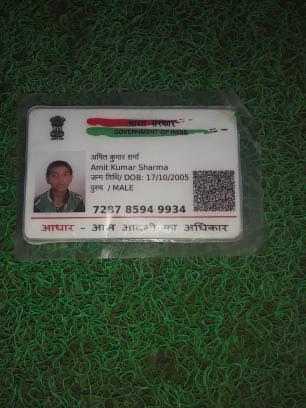 भारत सरकार
GOVERNMENT OF INDIA
अमित कुमार शर्मा
Amit Kumar Sharma
जन्म तिथि/ DOB: 17/10/2005
पुरुष / MALE
7287 8594 9934
आधार - आम आदमी का अधिकार